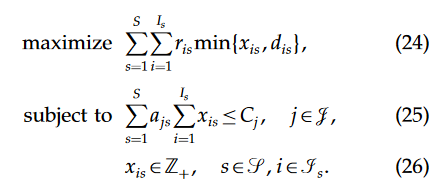 maximize ∑_{s=1}^{S} ∑_{i=1}^{I_s} r_{is} min{x_{is}, d_{is}}, (24)
subject to ∑_{s=1}^{S} a_{js} ∑_{i=1}^{I_s} x_{is} ≤ C_j, j ∈ 𝒥, (25)
x_{is} ∈ ℤ_+, s ∈ 𝒮, i ∈ ℐ_s. (26)